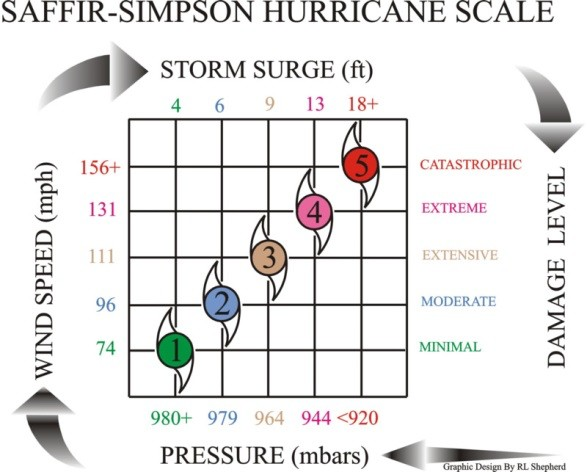 SAFFIR-SIMPSON HURRICANE SCALE
STORM SURGE (ft)
4 6 9 13 18+
WIND SPEED (mph)
DAMAGE LEVEL
156+ 5 CATASTROPHIC
131 4 EXTREME
111 3 EXTENSIVE
96 2 MODERATE
74 1 MINIMAL
980+ 979 964 944 <920
PRESSURE (mbars)
Graphic Design By RL Shepherd